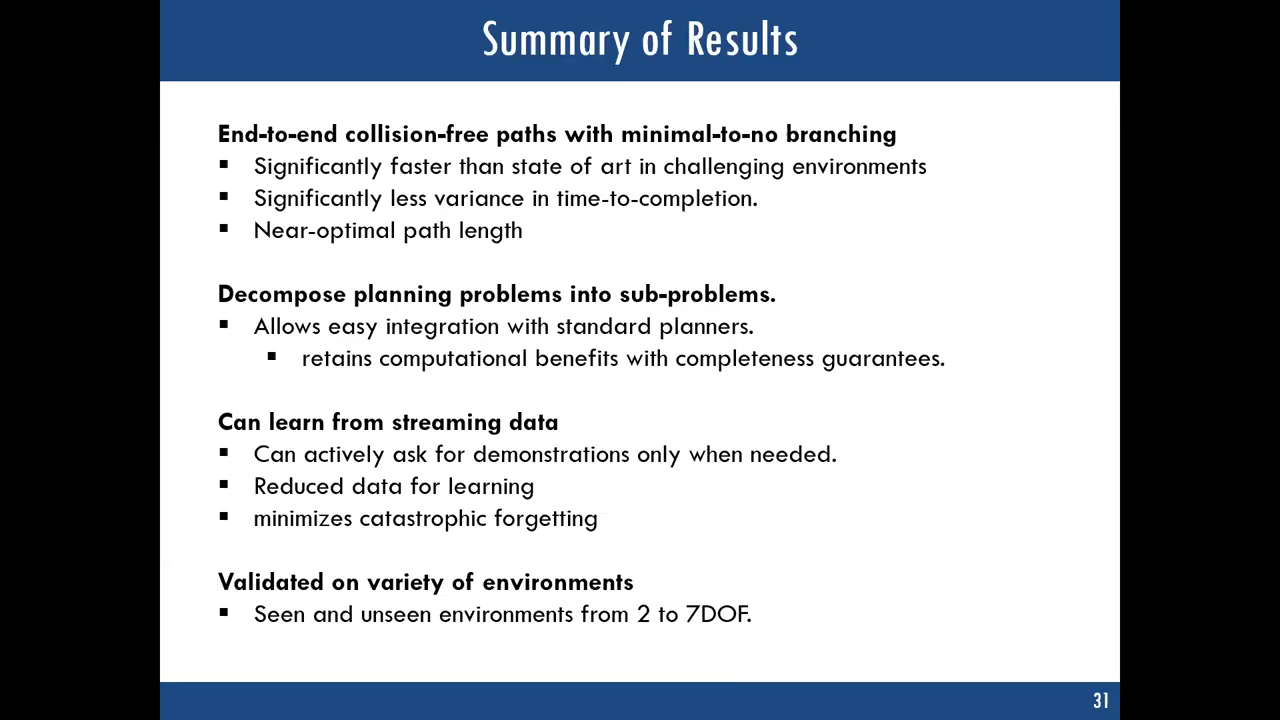 Summary of Results
End-to-end collision-free paths with minimal-to-no branching
▪ Significantly faster than state of art in challenging environments
▪ Significantly less variance in time-to-completion.
▪ Near-optimal path length
Decompose planning problems into sub-problems.
▪ Allows easy integration with standard planners.
▪ retains computational benefits with completeness guarantees.
Can learn from streaming data
▪ Can actively ask for demonstrations only when needed.
▪ Reduced data for learning
▪ minimizes catastrophic forgetting
Validated on variety of environments
▪ Seen and unseen environments from 2 to 7DOF.
31